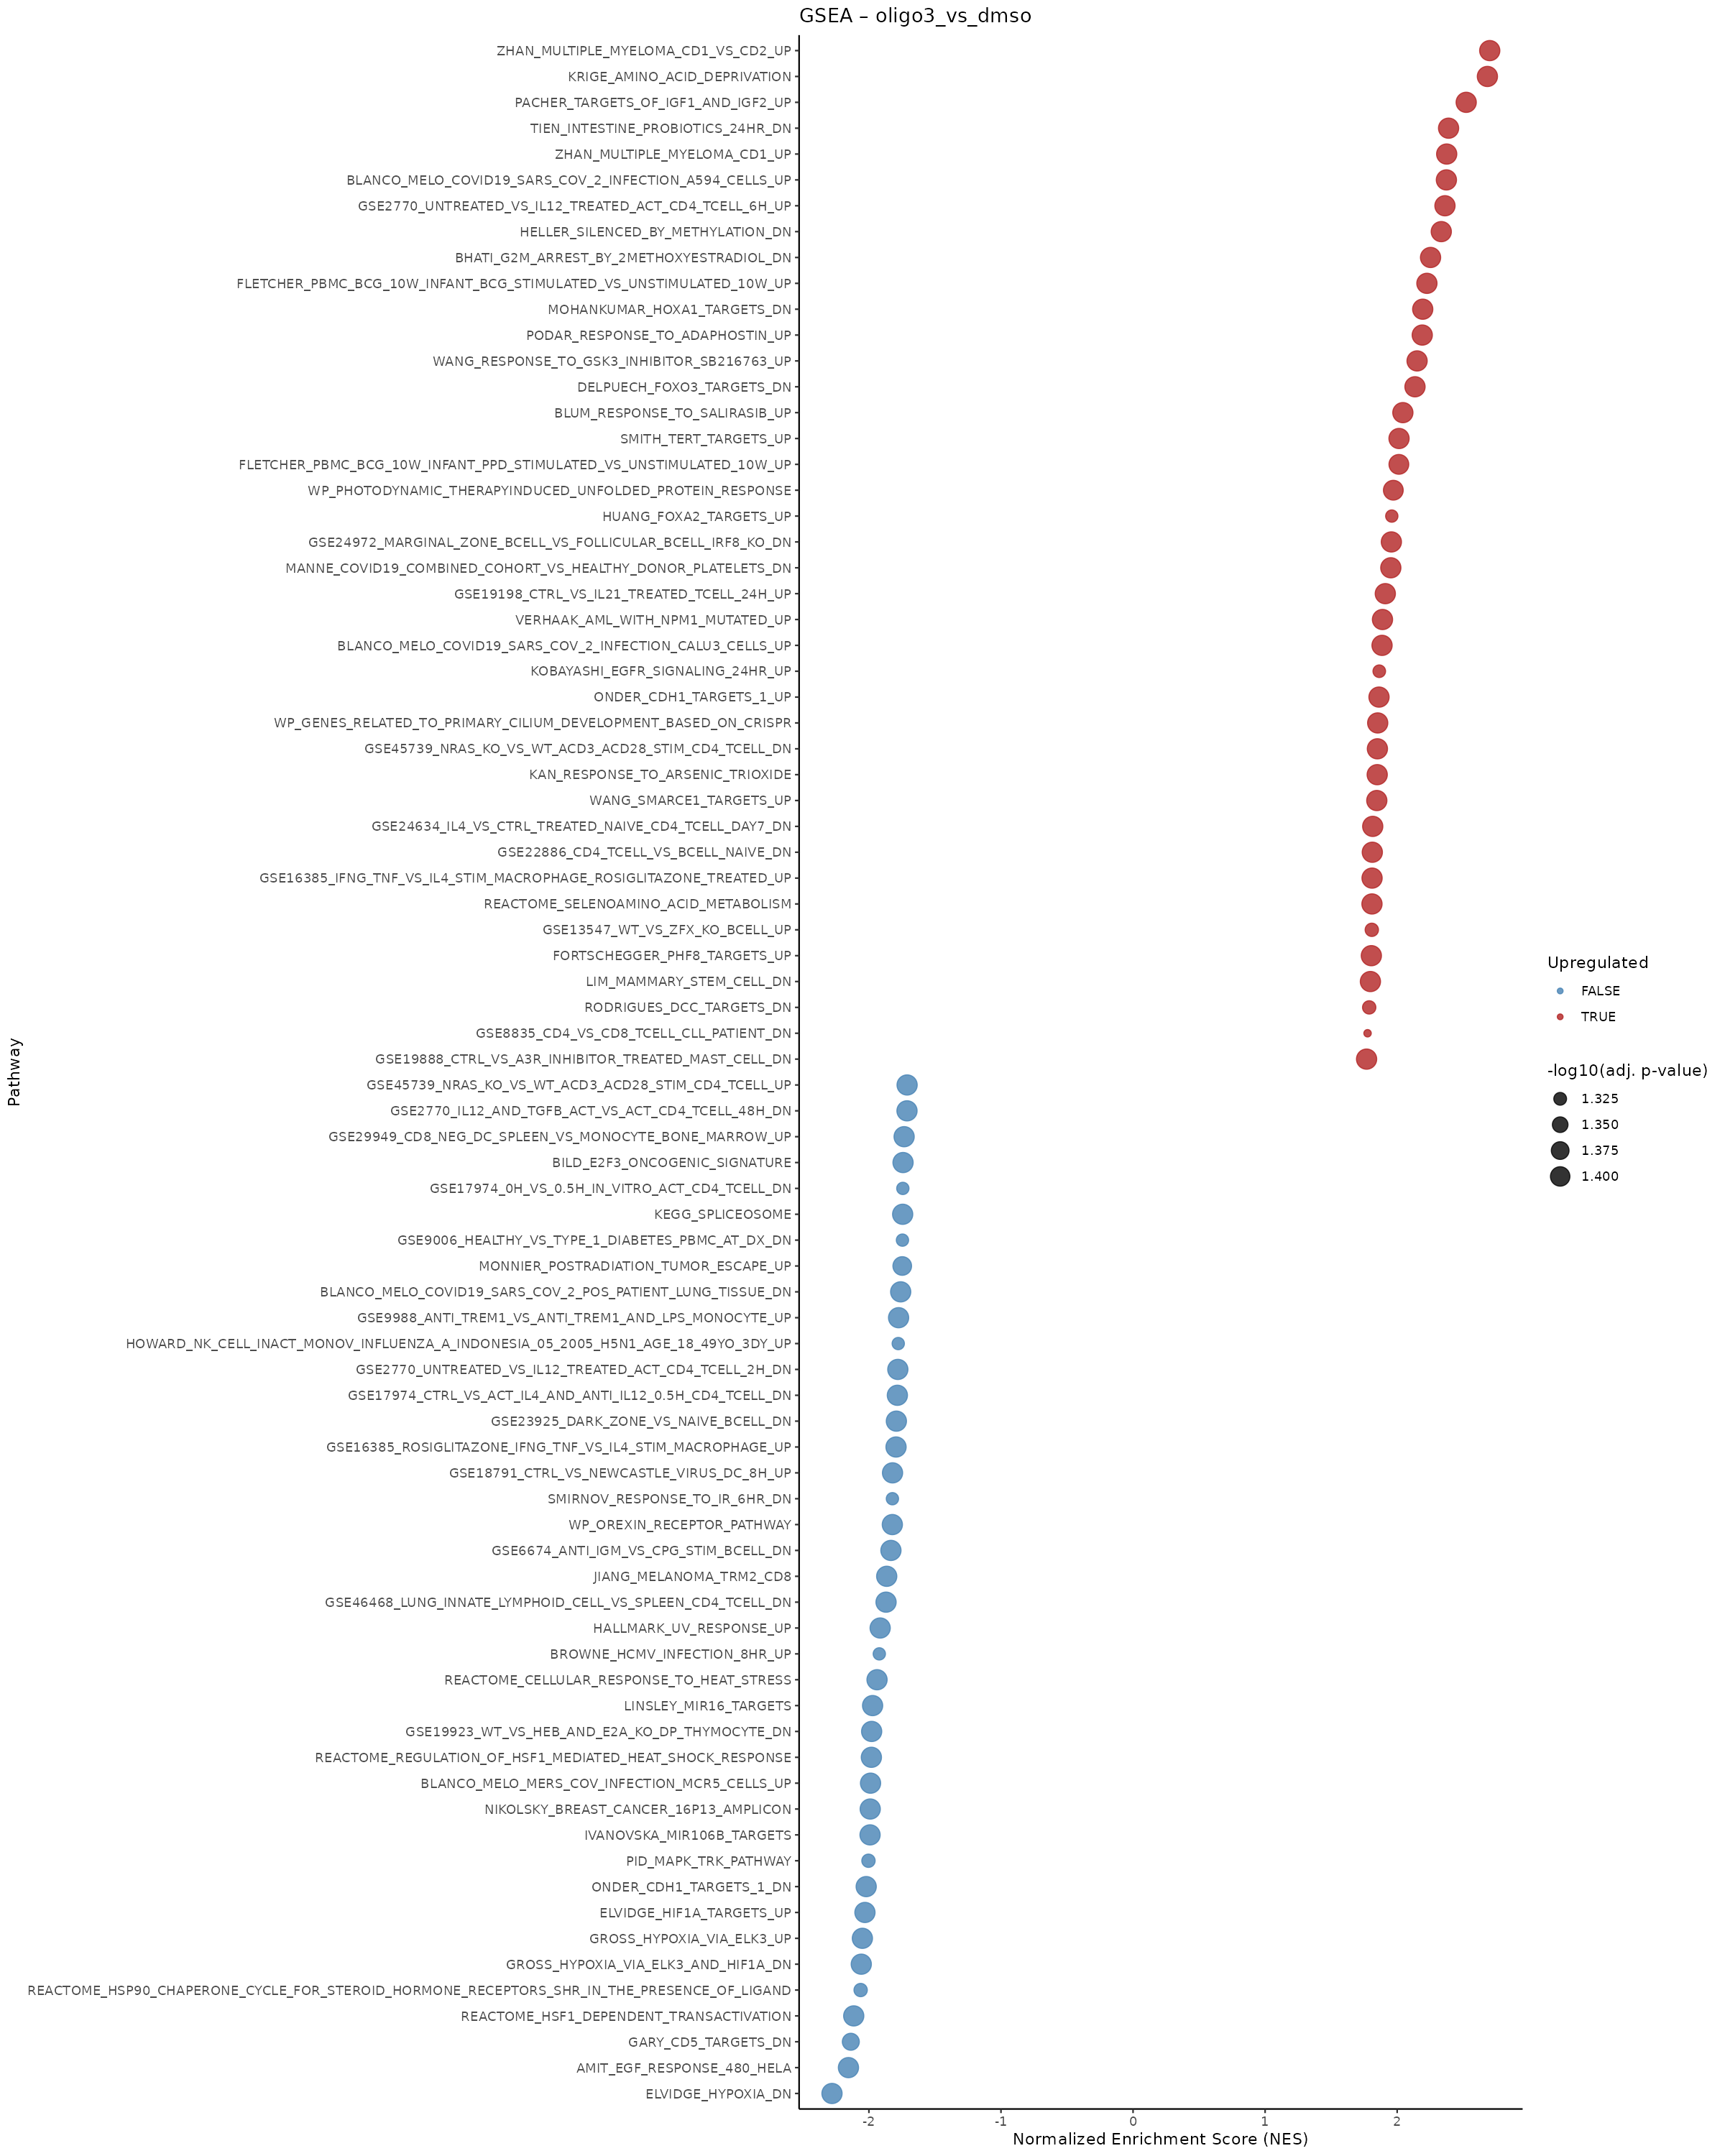 GSEA – oligo3_vs_dmso
ZHAN_MULTIPLE_MYELOMA_CD1_VS_CD2_UP
KRIGE_AMINO_ACID_DEPRIVATION
PACHER_TARGETS_OF_IGF1_AND_IGF2_UP
TIEN_INTESTINE_PROBIOTICS_24HR_DN
ZHAN_MULTIPLE_MYELOMA_CD1_UP
BLANCO_MELO_COVID19_SARS_COV_2_INFECTION_A594_CELLS_UP
GSE2770_UNTREATED_VS_IL12_TREATED_ACT_CD4_TCELL_6H_UP
HELLER_SILENCED_BY_METHYLATION_DN
BHATI_G2M_ARREST_BY_2METHOXYESTRADIOL_DN
FLETCHER_PBMC_BCG_10W_INFANT_BCG_STIMULATED_VS_UNSTIMULATED_10W_UP
MOHANKUMAR_HOXA1_TARGETS_DN
PODAR_RESPONSE_TO_ADAPHOSTIN_UP
WANG_RESPONSE_TO_GSK3_INHIBITOR_SB216763_UP
DELPUECH_FOXO3_TARGETS_DN
BLUM_RESPONSE_TO_SALIRASIB_UP
SMITH_TERT_TARGETS_UP
FLETCHER_PBMC_BCG_10W_INFANT_PPD_STIMULATED_VS_UNSTIMULATED_10W_UP
WP_PHOTODYNAMIC_THERAPYINDUCED_UNFOLDED_PROTEIN_RESPONSE
HUANG_FOXA2_TARGETS_UP
GSE24972_MARGINAL_ZONE_BCELL_VS_FOLLICULAR_BCELL_IRF8_KO_DN
MANNE_COVID19_COMBINED_COHORT_VS_HEALTHY_DONOR_PLATELETS_DN
GSE19198_CTRL_VS_IL21_TREATED_TCELL_24H_UP
VERHAAK_AML_WITH_NPM1_MUTATED_UP
BLANCO_MELO_COVID19_SARS_COV_2_INFECTION_CALU3_CELLS_UP
KOBAYASHI_EGFR_SIGNALING_24HR_UP
ONDER_CDH1_TARGETS_1_UP
WP_GENES_RELATED_TO_PRIMARY_CILIUM_DEVELOPMENT_BASED_ON_CRISPR
GSE45739_NRAS_KO_VS_WT_ACD3_ACD28_STIM_CD4_TCELL_DN
KAN_RESPONSE_TO_ARSENIC_TRIOXIDE
WANG_SMARCE1_TARGETS_UP
GSE24634_IL4_VS_CTRL_TREATED_NAIVE_CD4_TCELL_DAY7_DN
GSE22886_CD4_TCELL_VS_BCELL_NAIVE_DN
GSE16385_IFNG_TNF_VS_IL4_STIM_MACROPHAGE_ROSIGLITAZONE_TREATED_UP
REACTOME_SELENOAMINO_ACID_METABOLISM
GSE13547_WT_VS_ZFX_KO_BCELL_UP
FORTSCHEGGER_PHF8_TARGETS_UP
LIM_MAMMARY_STEM_CELL_DN
RODRIGUES_DCC_TARGETS_DN
GSE8835_CD4_VS_CD8_TCELL_CLL_PATIENT_DN
GSE19888_CTRL_VS_A3R_INHIBITOR_TREATED_MAST_CELL_DN
GSE45739_NRAS_KO_VS_WT_ACD3_ACD28_STIM_CD4_TCELL_UP
GSE2770_IL12_AND_TGFB_ACT_VS_ACT_CD4_TCELL_48H_DN
GSE29949_CD8_NEG_DC_SPLEEN_VS_MONOCYTE_BONE_MARROW_UP
BILD_E2F3_ONCOGENIC_SIGNATURE
GSE17974_0H_VS_0.5H_IN_VITRO_ACT_CD4_TCELL_DN
KEGG_SPLICEOSOME
GSE9006_HEALTHY_VS_TYPE_1_DIABETES_PBMC_AT_DX_DN
MONNIER_POSTRADIATION_TUMOR_ESCAPE_UP
BLANCO_MELO_COVID19_SARS_COV_2_POS_PATIENT_LUNG_TISSUE_DN
GSE9988_ANTI_TREM1_VS_ANTI_TREM1_AND_LPS_MONOCYTE_UP
HOWARD_NK_CELL_INACT_MONOV_INFLUENZA_A_INDONESIA_05_2005_H5N1_AGE_18_49YO_3DY_UP
GSE2770_UNTREATED_VS_IL12_TREATED_ACT_CD4_TCELL_2H_DN
GSE17974_CTRL_VS_ACT_IL4_AND_ANTI_IL12_0.5H_CD4_TCELL_DN
GSE23925_DARK_ZONE_VS_NAIVE_BCELL_DN
GSE16385_ROSIGLITAZONE_IFNG_TNF_VS_IL4_STIM_MACROPHAGE_UP
GSE18791_CTRL_VS_NEWCASTLE_VIRUS_DC_8H_UP
SMIRNOV_RESPONSE_TO_IR_6HR_DN
WP_OREXIN_RECEPTOR_PATHWAY
GSE6674_ANTI_IGM_VS_CPG_STIM_BCELL_DN
JIANG_MELANOMA_TRM2_CD8
GSE46468_LUNG_INNATE_LYMPHOID_CELL_VS_SPLEEN_CD4_TCELL_DN
HALLMARK_UV_RESPONSE_UP
BROWNE_HCMV_INFECTION_8HR_UP
REACTOME_CELLULAR_RESPONSE_TO_HEAT_STRESS
LINSLEY_MIR16_TARGETS
GSE19923_WT_VS_HEB_AND_E2A_KO_DP_THYMOCYTE_DN
REACTOME_REGULATION_OF_HSF1_MEDIATED_HEAT_SHOCK_RESPONSE
BLANCO_MELO_MERS_COV_INFECTION_MCR5_CELLS_UP
NIKOLSKY_BREAST_CANCER_16P13_AMPLICON
IVANOVSKA_MIR106B_TARGETS
PID_MAPK_TRK_PATHWAY
ONDER_CDH1_TARGETS_1_DN
ELVIDGE_HIF1A_TARGETS_UP
GROSS_HYPOXIA_VIA_ELK3_UP
GROSS_HYPOXIA_VIA_ELK3_AND_HIF1A_DN
REACTOME_HSP90_CHAPERONE_CYCLE_FOR_STEROID_HORMONE_RECEPTORS_SHR_IN_THE_PRESENCE_OF_LIGAND
REACTOME_HSF1_DEPENDENT_TRANSACTIVATION
GARY_CD5_TARGETS_DN
AMIT_EGF_RESPONSE_480_HELA
ELVIDGE_HYPOXIA_DN
Pathway
-2 -1 0 1 2
Normalized Enrichment Score (NES)
Upregulated
FALSE
TRUE
-log10(adj. p-value)
1.325
1.350
1.375
1.400